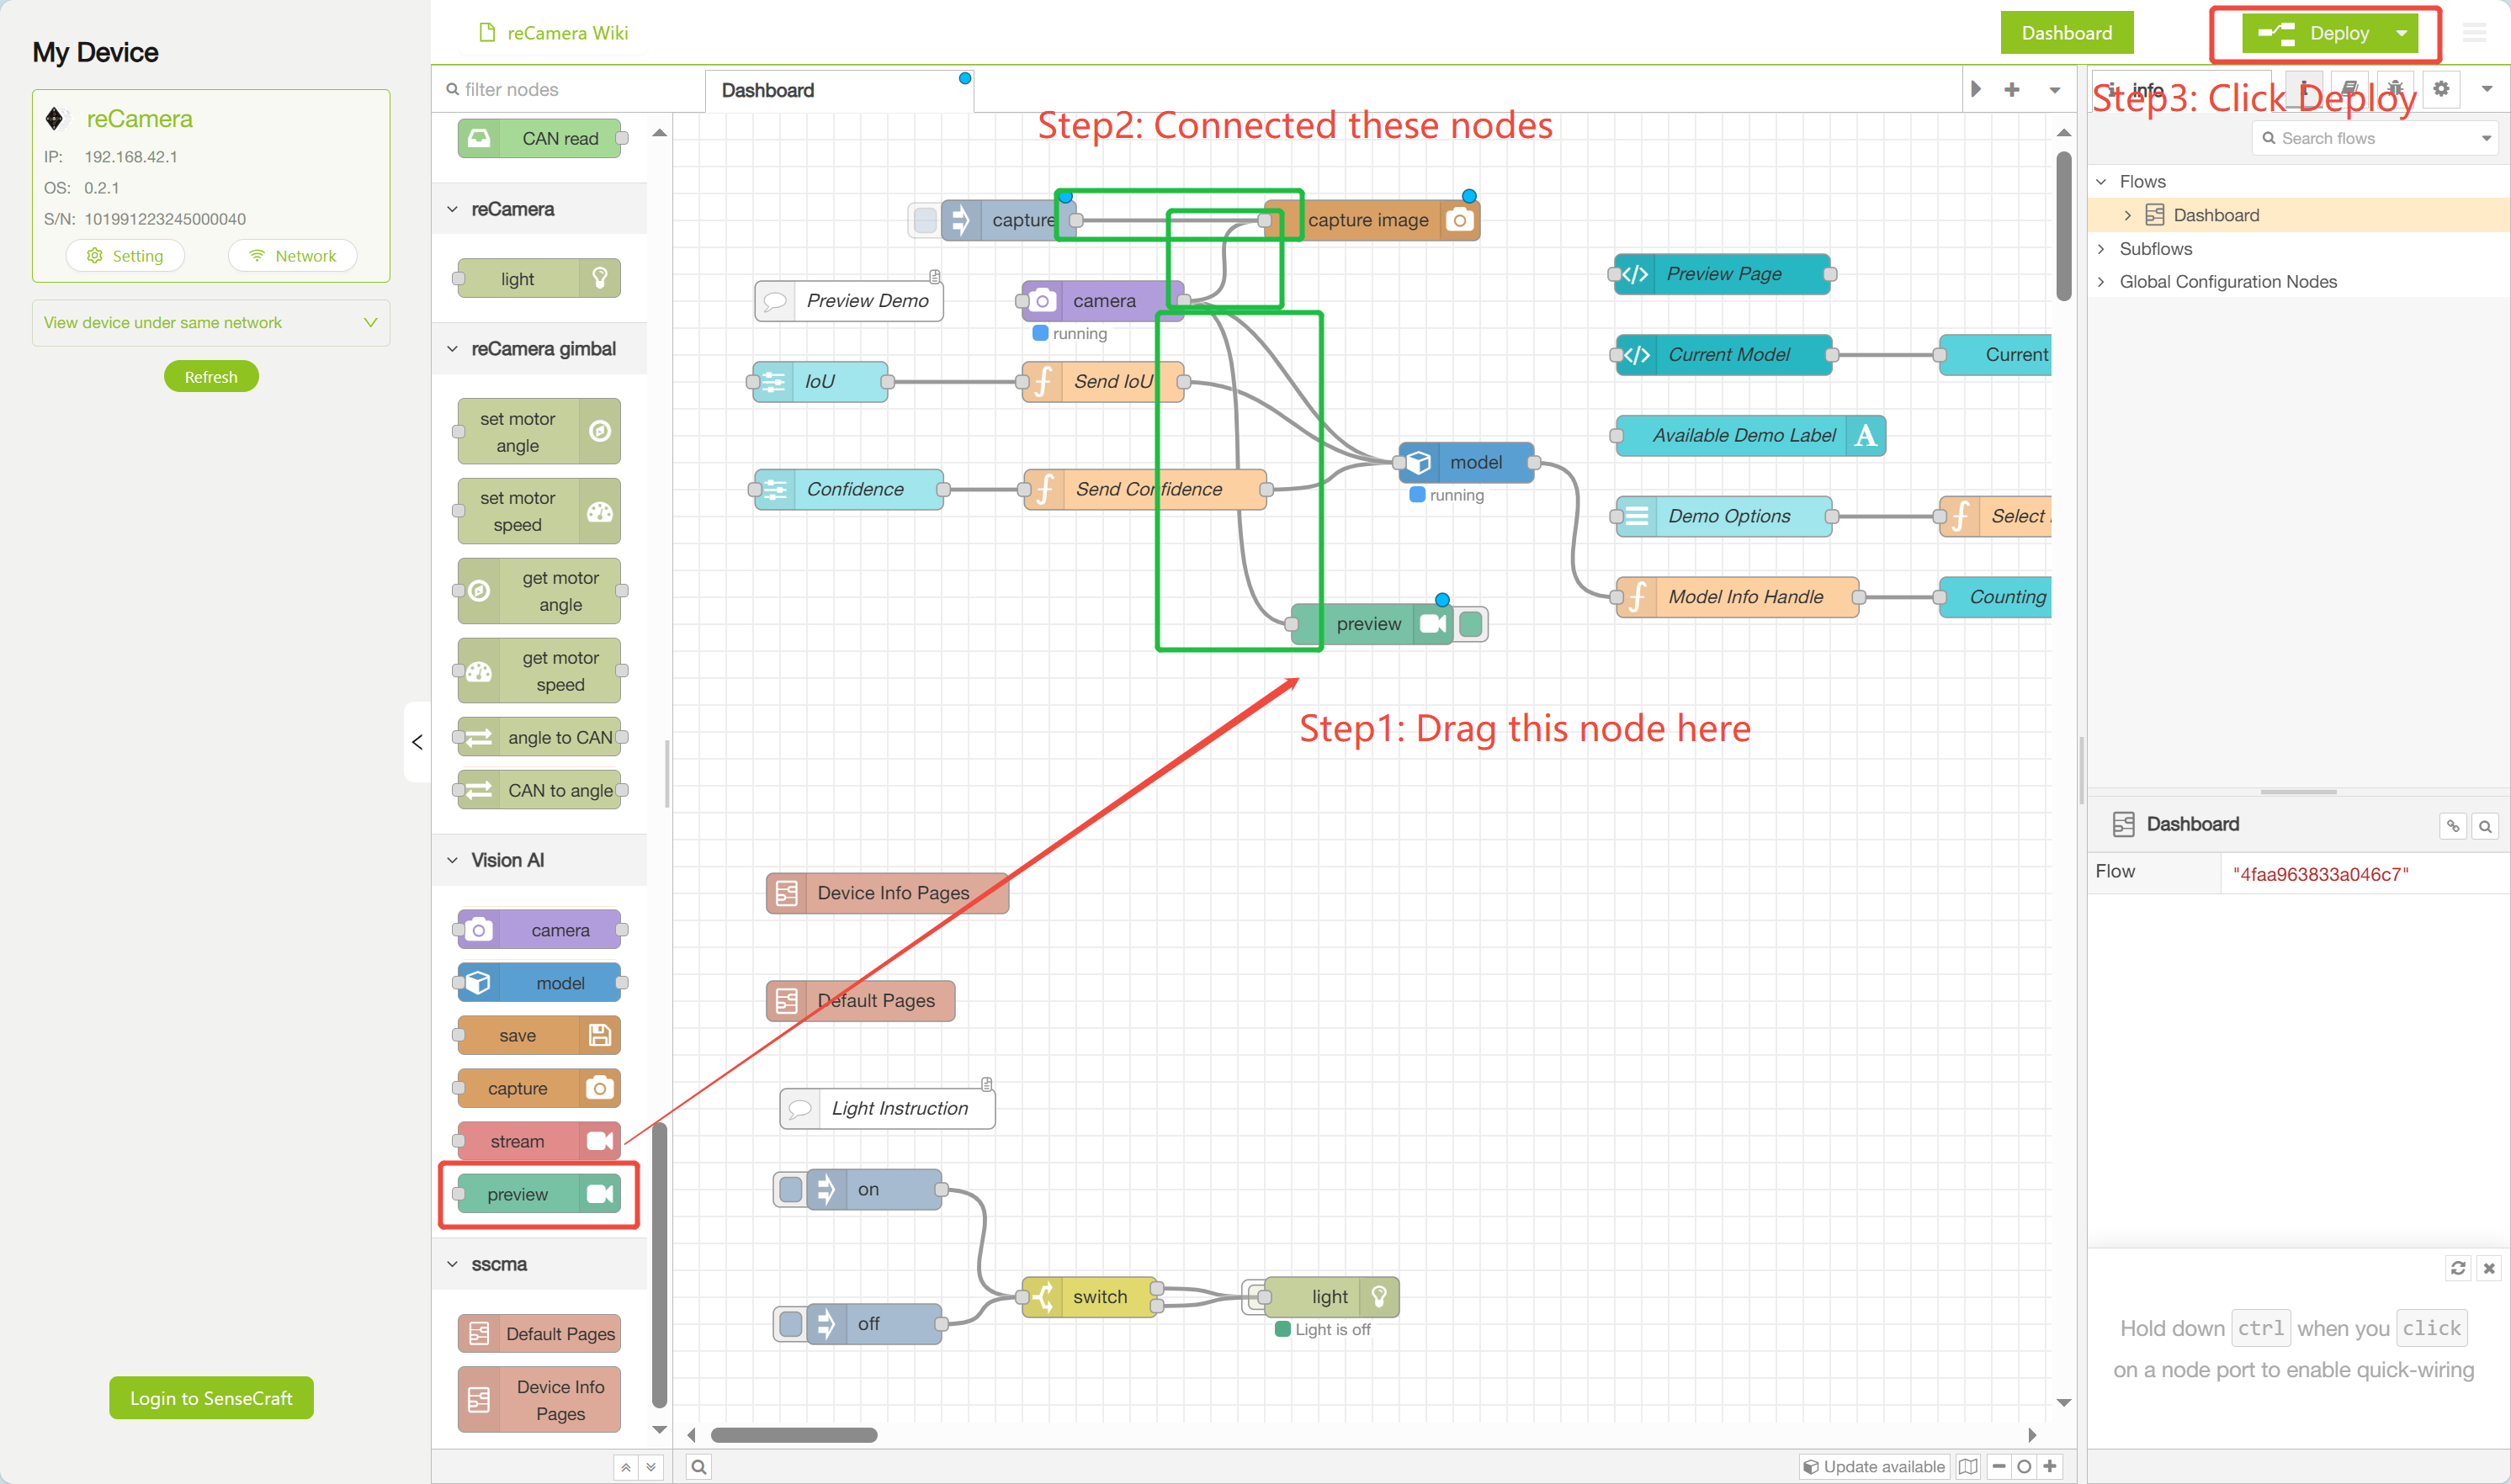 My Device
reCamera
IP: 192.168.42.1
OS: 0.2.1
S/N: 101991223245000040
Setting
Network
View device under same network
Refresh
Login to SenseCraft
reCamera Wiki
Dashboard
Deploy
filter nodes
CAN read
reCamera
light
reCamera gimbal
set motor
angle
set motor
speed
get motor
angle
get motor
speed
angle to CAN
CAN to angle
Vision AI
camera
model
save
capture
stream
preview
sscma
Default Pages
Device Info
Pages
Dashboard
Step2: Connected these nodes
capture
capture image
Preview Demo
camera
running
IoU
Send IoU
Confidence
Send Confidence
model
running
preview
Step1: Drag this node here
Preview Page
Current Model
Current
Available Demo Label
Demo Options
Select
Model Info Handle
Counting
Device Info Pages
Default Pages
Light Instruction
on
off
switch
light
Light is off
Update available
info
Step3: Click Deploy
Search flows
Flows
Dashboard
Subflows
Global Configuration Nodes
Dashboard
Flow "4faa963833a046c7"
Hold down ctrl when you click
on a node port to enable quick-wiring